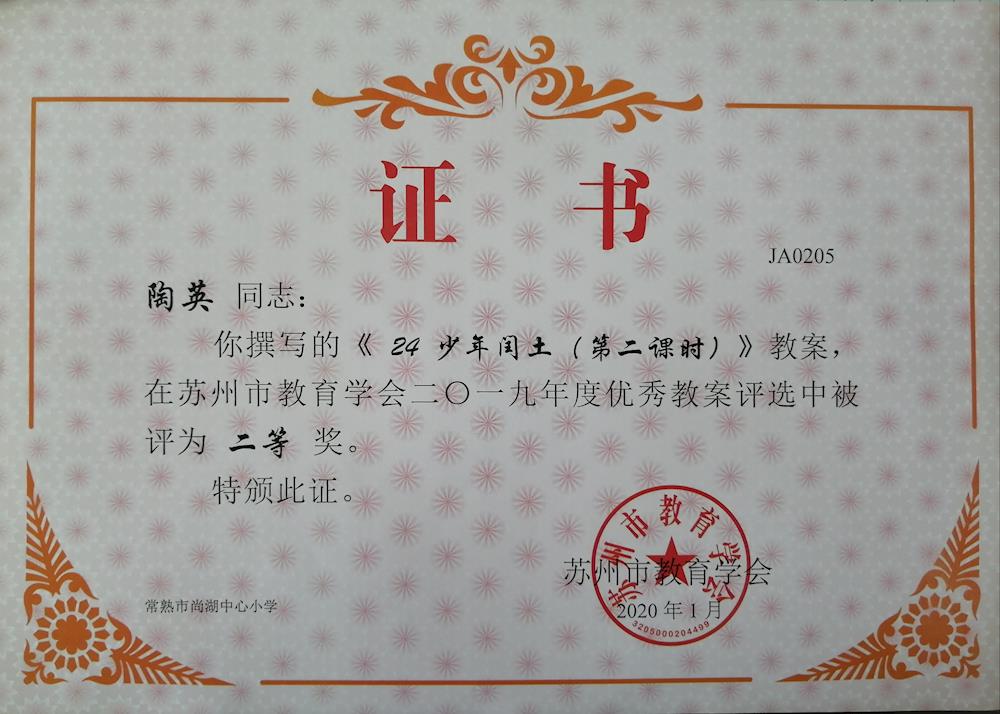 证书
JA0205
陶英 同志：
你撰写的《 24 少年闰土（第二课时）》教案，
在苏州市教育学会二〇一九年度优秀教案评选中被
评为 二等 奖。
特颁此证。
苏州市教育学会
苏州市教育学会
2020 年 1 月
3205000204499
常熟市尚湖中心小学